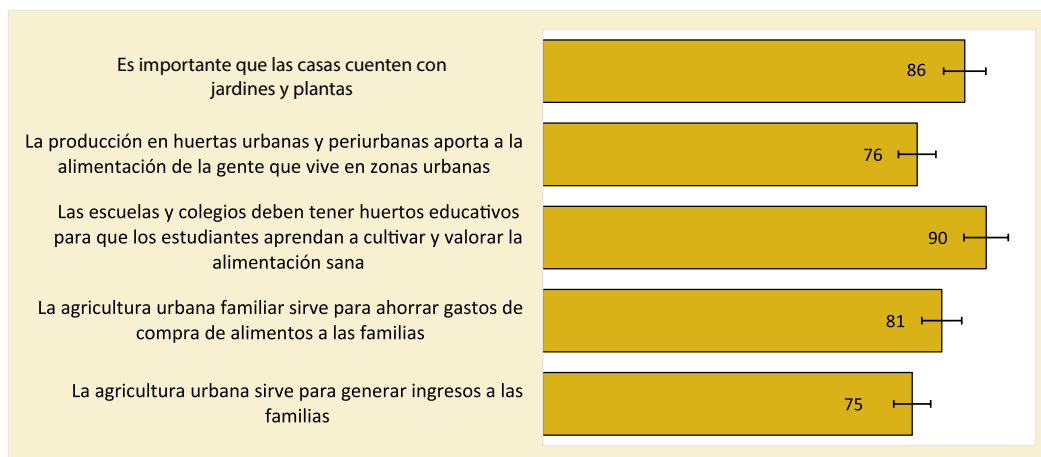 Es importante que las casas cuenten con
jardines y plantas
86
La producción en huertas urbanas y periurbanas aporta a la
alimentación de la gente que vive en zonas urbanas
76
Las escuelas y colegios deben tener huertos educativos
para que los estudiantes aprendan a cultivar y valorar la
alimentación sana
90
La agricultura urbana familiar sirve para ahorrar gastos de
compra de alimentos a las familias
81
La agricultura urbana sirve para generar ingresos a las
familias
75